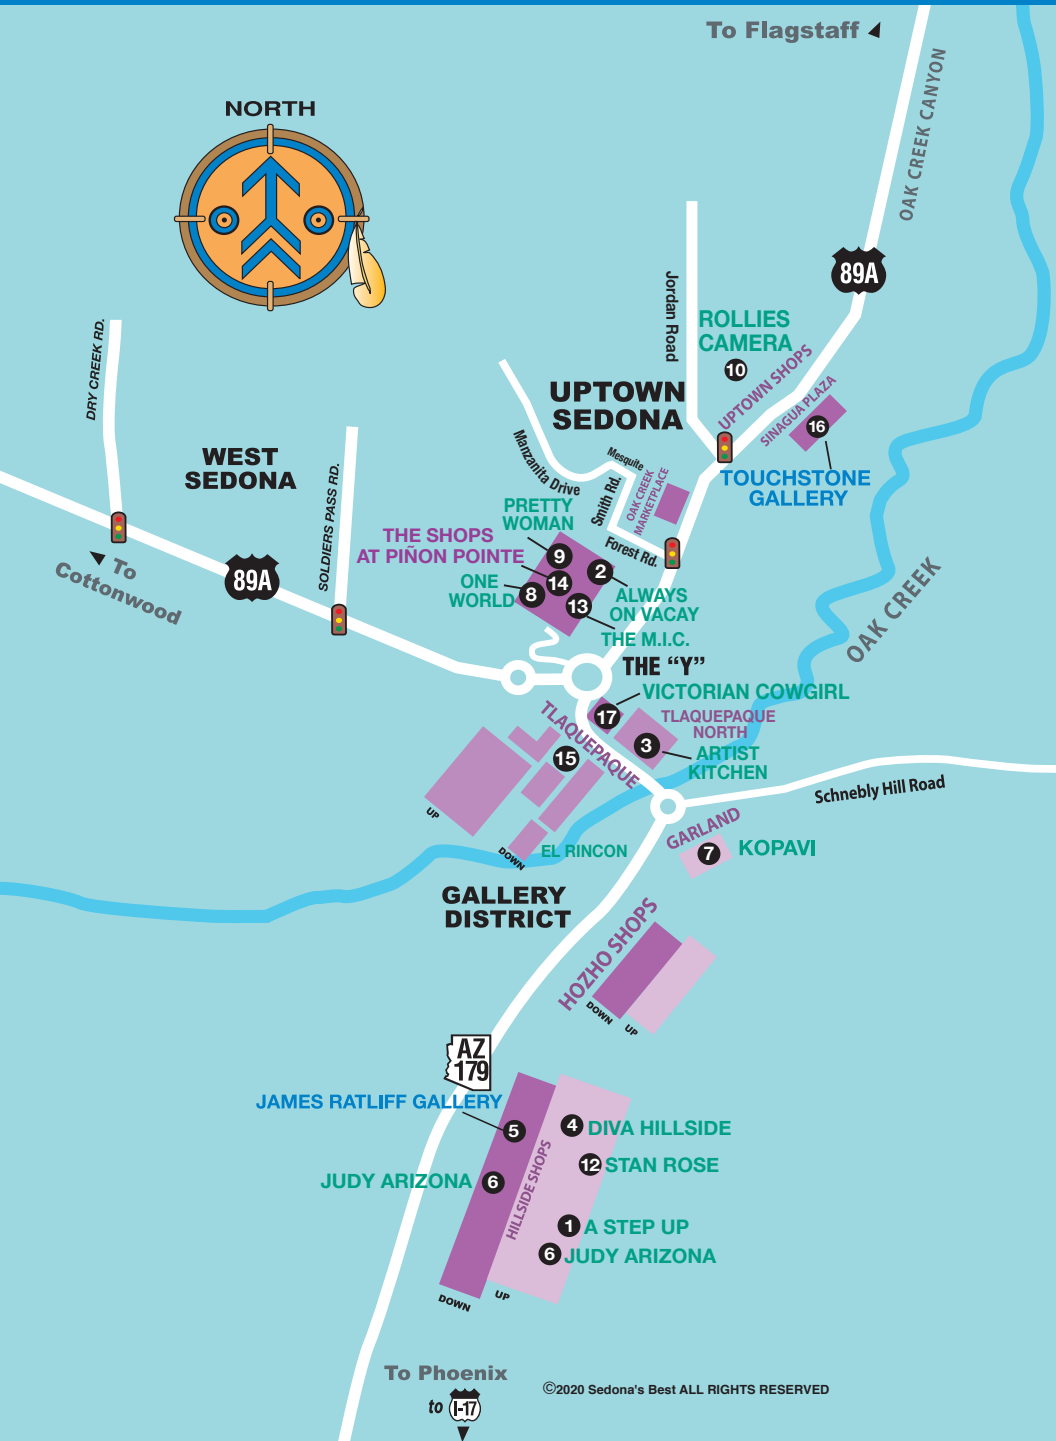 To Flagstaff
OAK CREEK CANYON
NORTH
89A
Jordan Road
ROLLIES
CAMERA
10
UPTOWN SHOPS
SINAGUA PLAZA
16
TOUCHSTONE
GALLERY
DRY CREEK RD.
UPTOWN
SEDONA
WEST
SEDONA
SOLDIERS PASS RD.
Manzanita Drive
Mesquite
Smith Rd.
OAK CREEK
MARKETPLACE
Forest Rd.
PRETTY
WOMAN
THE SHOPS
AT PIÑON POINTE
9
14
2
8
13
ONE
WORLD
ALWAYS
ON VACAY
THE M.I.C.
To
Cottonwood
89A
OAK CREEK
THE “Y”
VICTORIAN COWGIRL
17
TLAQUEPAQUE
NORTH
3
ARTIST
KITCHEN
TLAQUEPAQUE
15
UP
DOWN
EL RINCON
Schnebly Hill Road
GARLAND
7
KOPAVI
GALLERY
DISTRICT
HOZHO SHOPS
DOWN
UP
AZ
179
JAMES RATLIFF GALLERY
5
4
DIVA HILLSIDE
12
STAN ROSE
JUDY ARIZONA
6
HILLSIDE SHOPS
1
A STEP UP
6
JUDY ARIZONA
DOWN
UP
To Phoenix
to
I-17
©2020 Sedona's Best ALL RIGHTS RESERVED